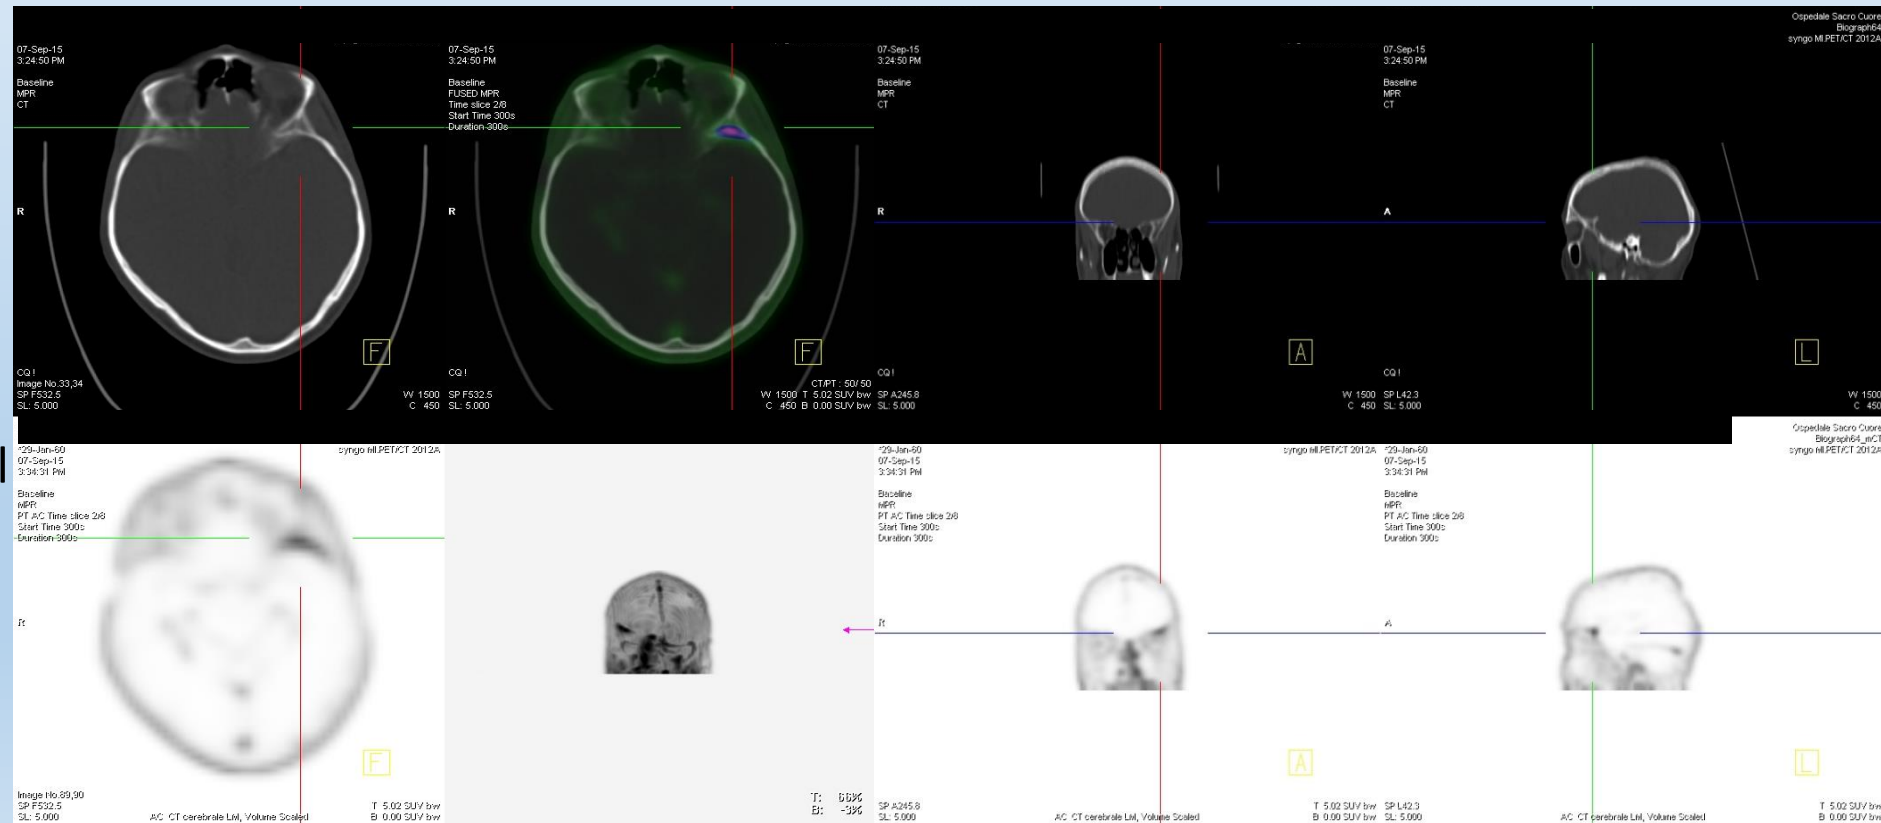 Ospedale Sacro Cuore
Biograph64
syngo MI.PET/CT 2012A
07-Sep-15
3:24:50 PM
Baseline
MPR
CT
R
F
CQ!
Image No.33,34
SP F532.5
SL: 5.000
W 1500
C 450
07-Sep-15
3:24:50 PM
Baseline
FUSED MPR
Time slice 2/8
Start Time 300s
Duration 300s
R
F
CQ!
SP F532.5
SL: 5.000
CT/PT : 50/ 50
W 1500 T 5.02 SUV bw
C 450 B 0.00 SUV bw
07-Sep-15
3:24:50 PM
Baseline
MPR
CT
R
A
CQ!
SP A245.8
SL: 5.000
W 1500
C 450
07-Sep-15
3:24:50 PM
Baseline
MPR
CT
A
L
CQ!
SP L42.3
SL: 5.000
W 1500
C 450
*29-Jan-60
07-Sep-15
3:34:31 PM
syngo MI.PET/CT 2012A
Baseline
MPR
PT AC Time slice 2/8
Start Time 300s
Duration 300s
R
F
Image No.89,90
SP F532.5
SL: 5.000
AC CT cerebrale LM, Volume Scaled
T 5.02 SUV bw
B 0.00 SUV bw
T: 66%
B: -3%
*29-Jan-60
07-Sep-15
3:34:31 PM
syngo MI.PET/CT 2012A
Baseline
MPR
PT AC Time slice 2/8
Start Time 300s
Duration 300s
R
A
SP A245.8
SL: 5.000
AC CT cerebrale LM, Volume Scaled
T 5.02 SUV bw
B 0.00 SUV bw
Ospedale Sacro Cuore
Biograph64_mCT
syngo MI.PET/CT 2012A
*29-Jan-60
07-Sep-15
3:34:31 PM
Baseline
MPR
PT AC Time slice 2/8
Start Time 300s
Duration 300s
A
L
SP L42.3
SL: 5.000
AC CT cerebrale LM, Volume Scaled
T 5.02 SUV bw
B 0.00 SUV bw